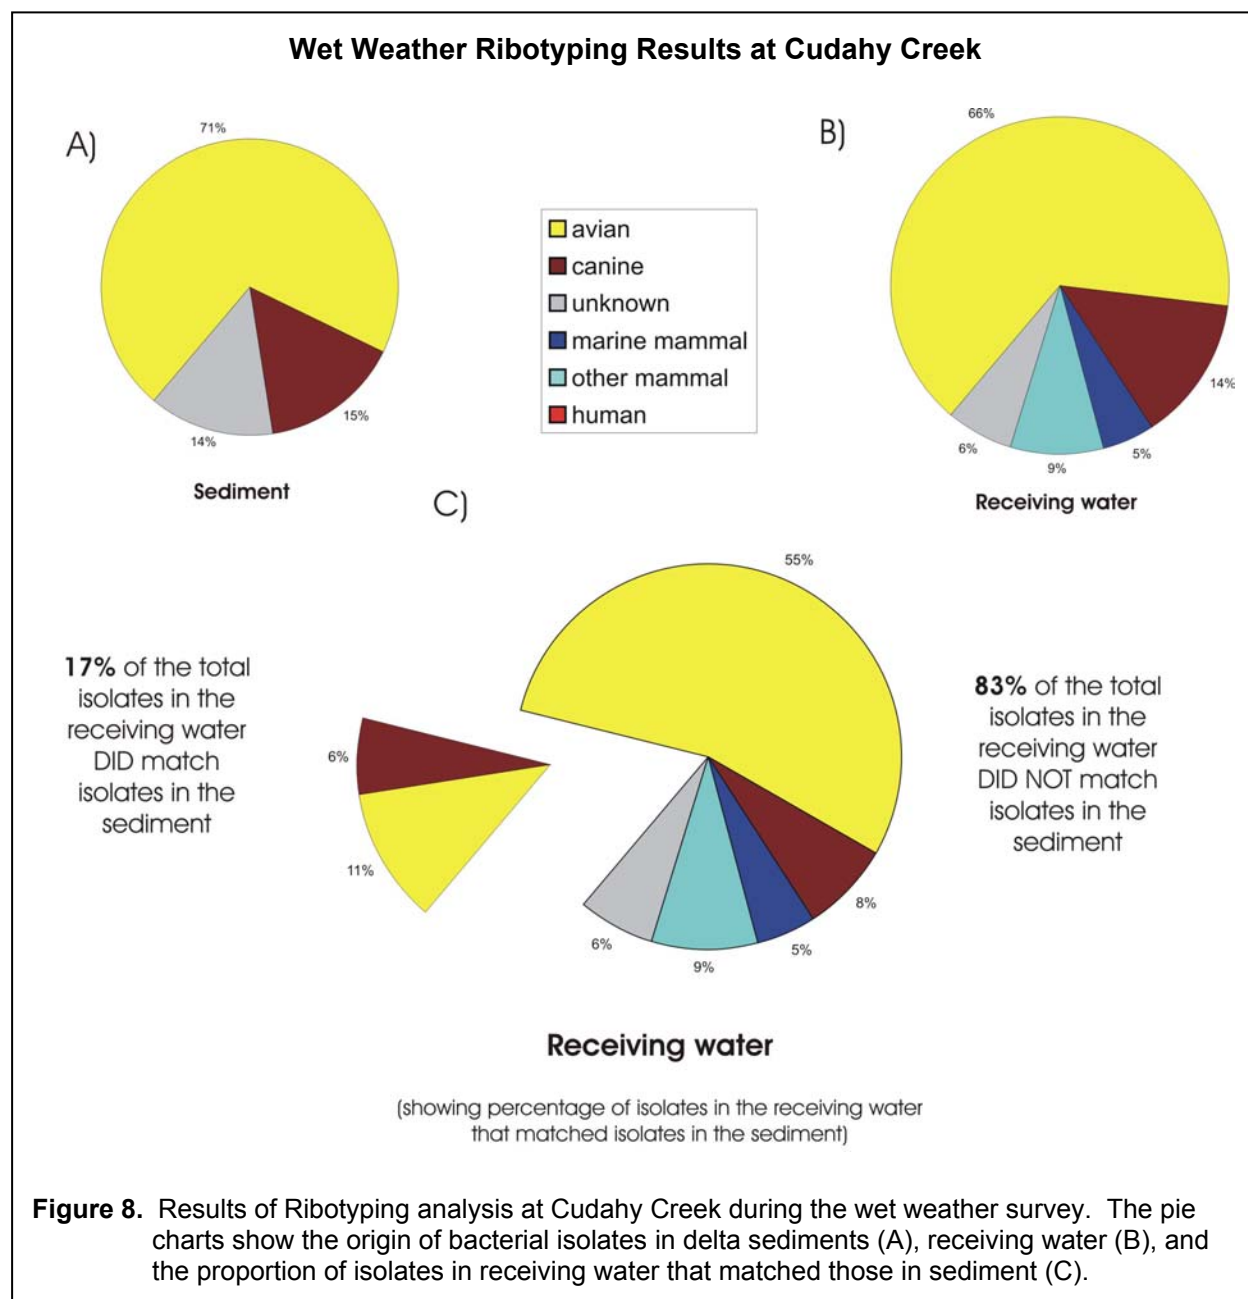 Wet Weather Ribotyping Results at Cudahy Creek
A)
71%
15%
14%
Sediment
avian
canine
unknown
marine mammal
other mammal
human
B)
66%
14%
5%
9%
6%
Receiving water
C)
55%
8%
5%
9%
6%
6%
11%
17% of the total
isolates in the
receiving water
DID match
isolates in the
sediment
83% of the total
isolates in the
receiving water
DID NOT match
isolates in the
sediment
Receiving water
(showing percentage of isolates in the receiving water
that matched isolates in the sediment)
Figure 8. Results of Ribotyping analysis at Cudahy Creek during the wet weather survey. The pie
charts show the origin of bacterial isolates in delta sediments (A), receiving water (B), and
the proportion of isolates in receiving water that matched those in sediment (C).